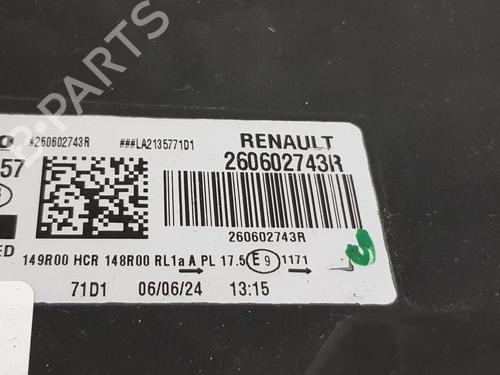 #260602743R ###LA2135771D1 RENAULT
260602743R
57
260602743R
ED
149R00 HCR 148R00 RL1a A PL 17.5 E9 1171
71D1 06/06/24 13:15